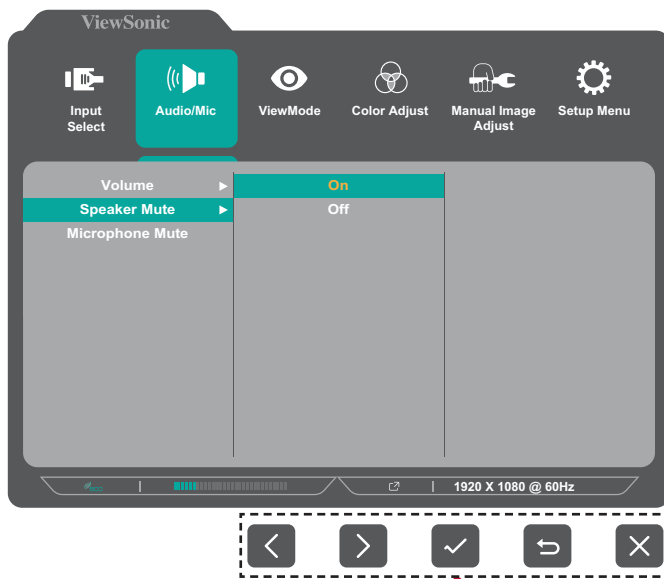 ViewSonic
Input
Select
Audio/Mic
ViewMode
Color Adjust
Manual Image
Adjust
Setup Menu
Volume
On
Speaker Mute
Off
Microphone Mute
1920 X 1080 @ 60Hz